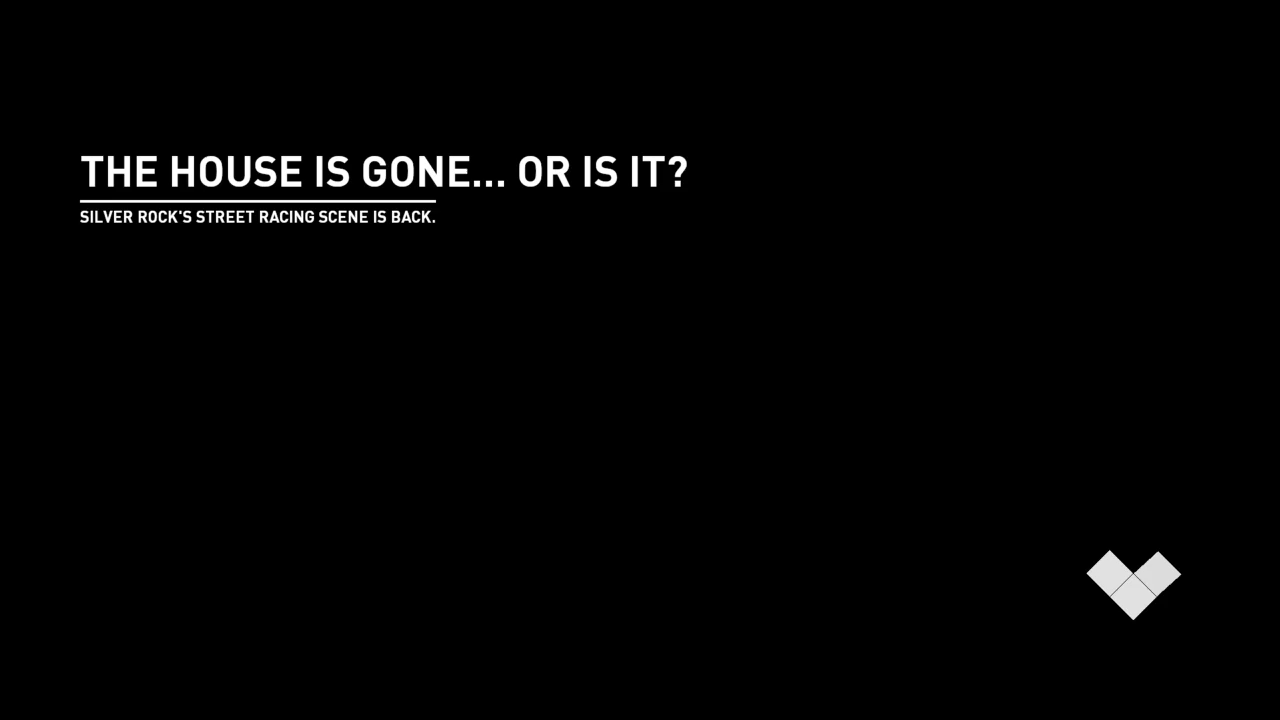 THE HOUSE IS GONE... OR IS IT?
SILVER ROCK'S STREET RACING SCENE IS BACK.